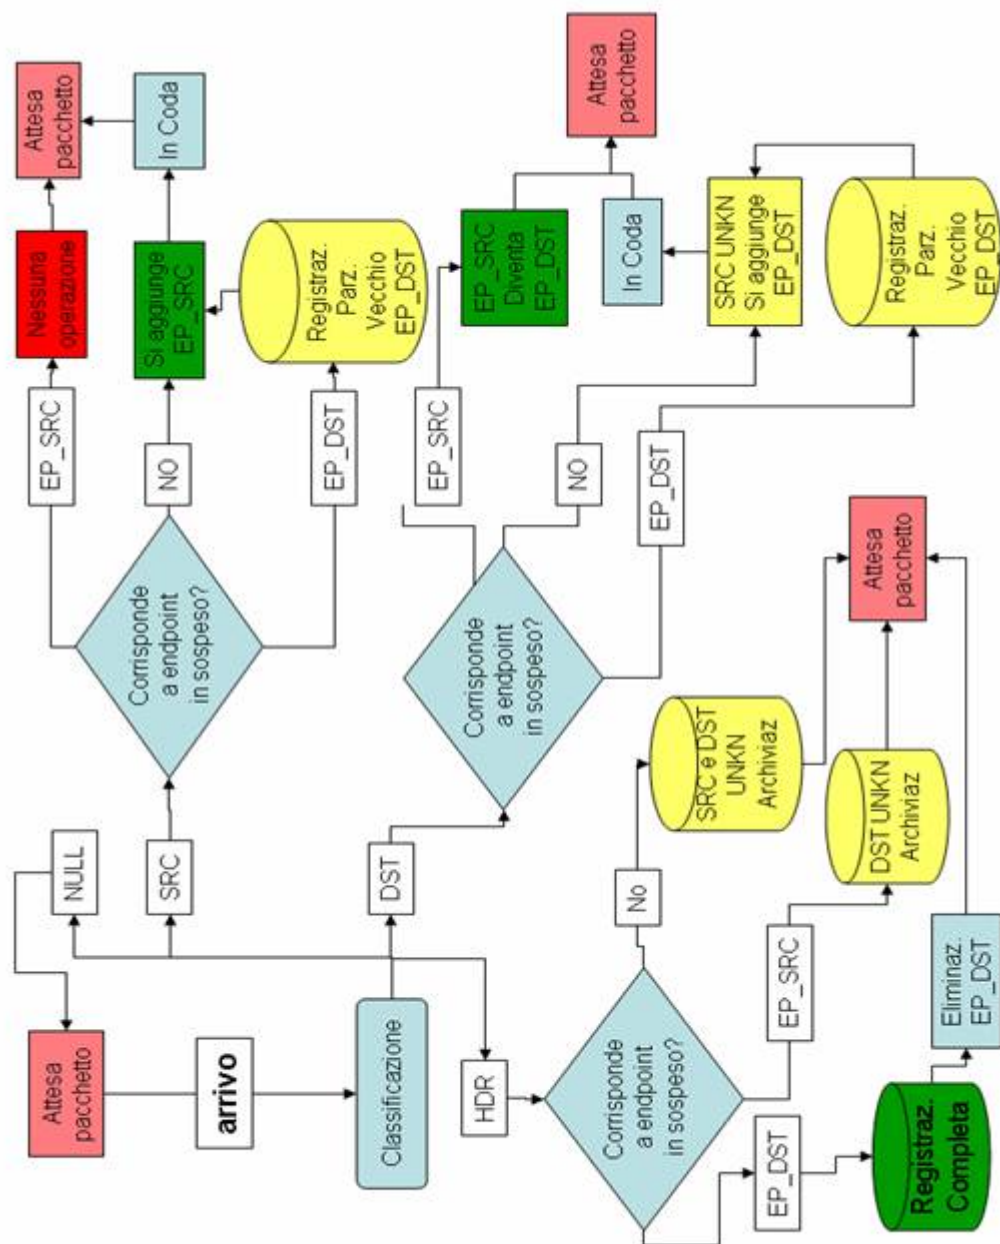 Attesa
pacchetto
arrivo
Classificazione
NULL
SRC
DST
HDR
Corrisponde
a endpoint
in sospeso?
EP_SRC
NO
EP_DST
Nessuna
operazione
Attesa
pacchetto
Si aggiunge
EP_SRC
In Coda
Registraz.
Parz.
Vecchio
EP_DST
Corrisponde
a endpoint
in sospeso?
EP_SRC
NO
EP_DST
EP_SRC
Diventa
EP_DST
In Coda
Attesa
pacchetto
SRC UNKN
Si aggiunge
EP_DST
Registraz.
Parz.
Vecchio
EP_DST
Corrisponde
a endpoint
in sospeso?
No
EP_SRC
EP_DST
SRC e DST
UNKN
Archiviaz
DST UNKN
Archiviaz
Registraz.
Completa
Eliminaz.
EP_DST
Attesa
pacchetto